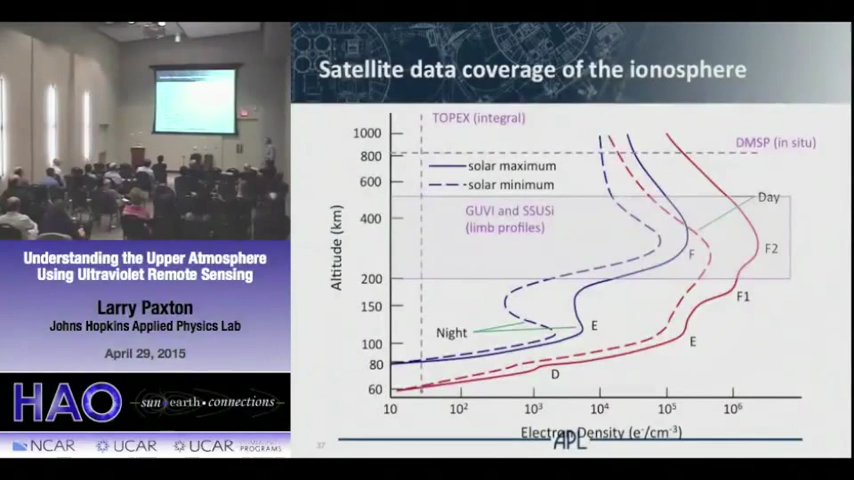 Satellite data coverage of the ionosphere
TOPEX (integral)
DMSP (in situ)
solar maximum
solar minimum
GUVI and SSUSi
(limb profiles)
Day
Night
F
F2
F1
E
E
D
Altitude (km)
1000
800
600
400
200
150
100
80
60
10
10²
10³
10⁴
10⁵
10⁶
Electron Density (e⁻/cm⁻³)
APL
37
Understanding the Upper Atmosphere
Using Ultraviolet Remote Sensing
Larry Paxton
Johns Hopkins Applied Physics Lab
April 29, 2015
HAO sun earth • connections
NCAR UCAR UCAR PROGRAMS